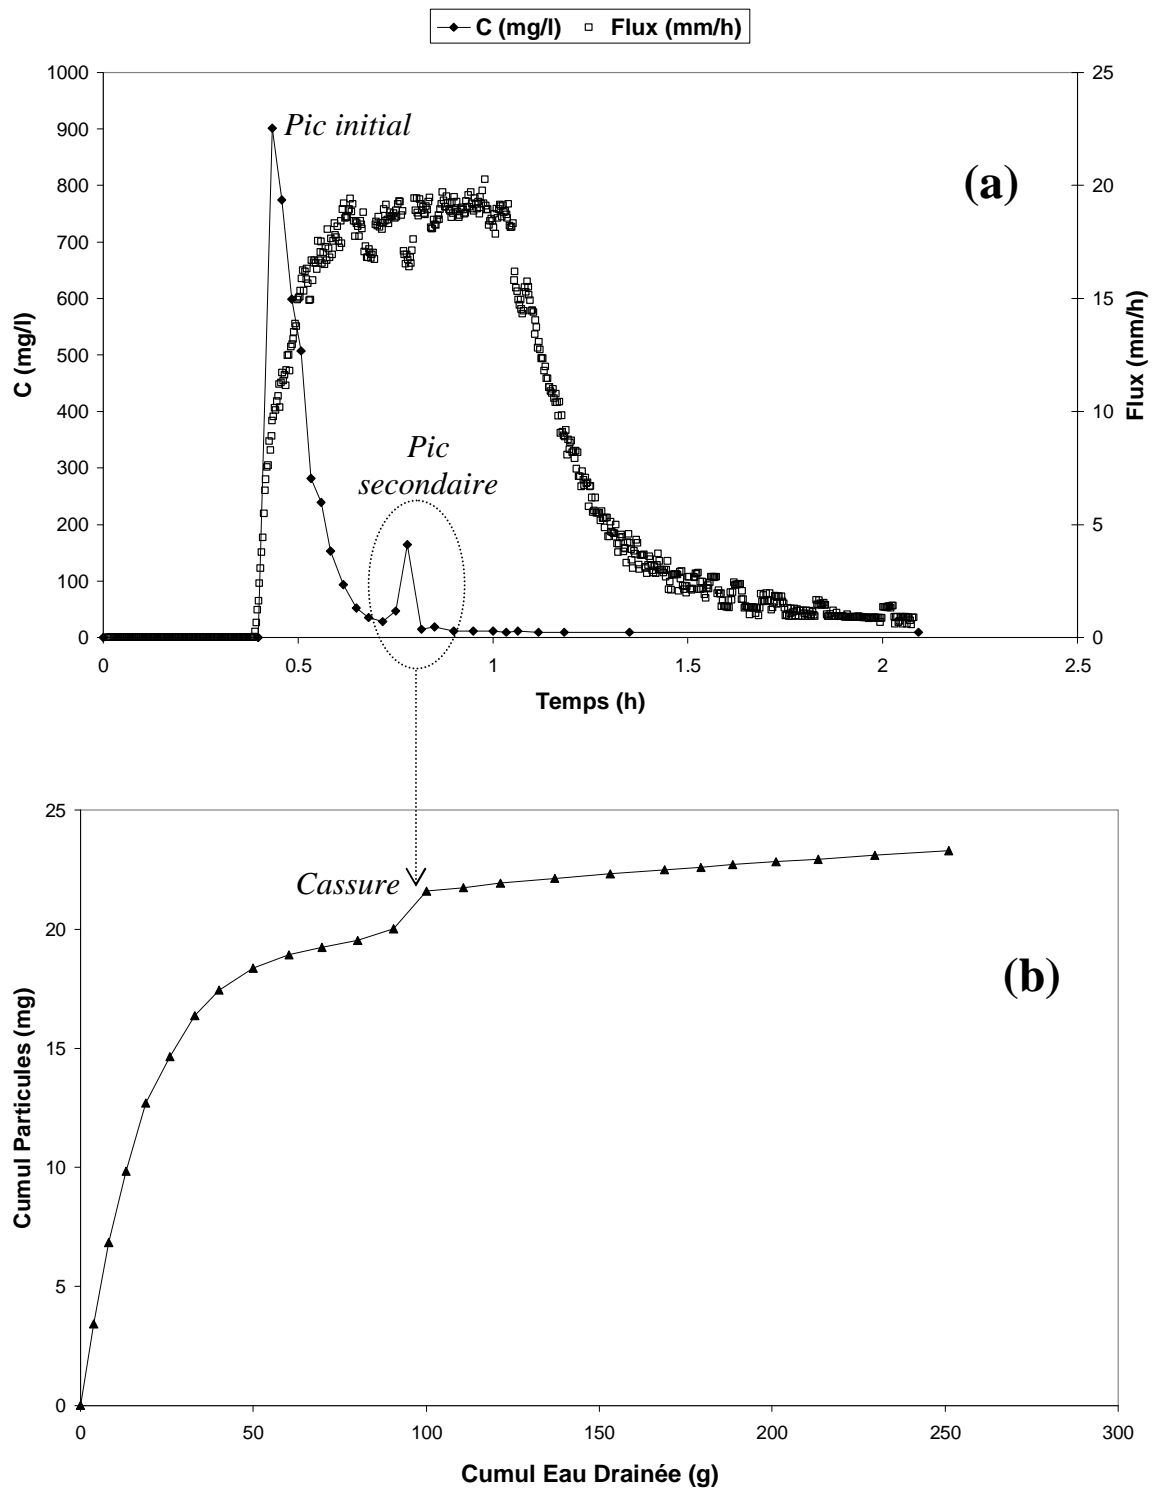 C (mg/l) Flux (mm/h)
1000
900
800
700
600
500
400
300
200
100
0
C (mg/l)
25
20
15
10
5
0
Flux (mm/h)
Pic initial
(a)
Pic
secondaire
0 0.5 1 1.5 2 2.5
Temps (h)
25
20
15
10
5
0
Cumul Particules (mg)
Cassure
(b)
0 50 100 150 200 250 300
Cumul Eau Drainée (g)